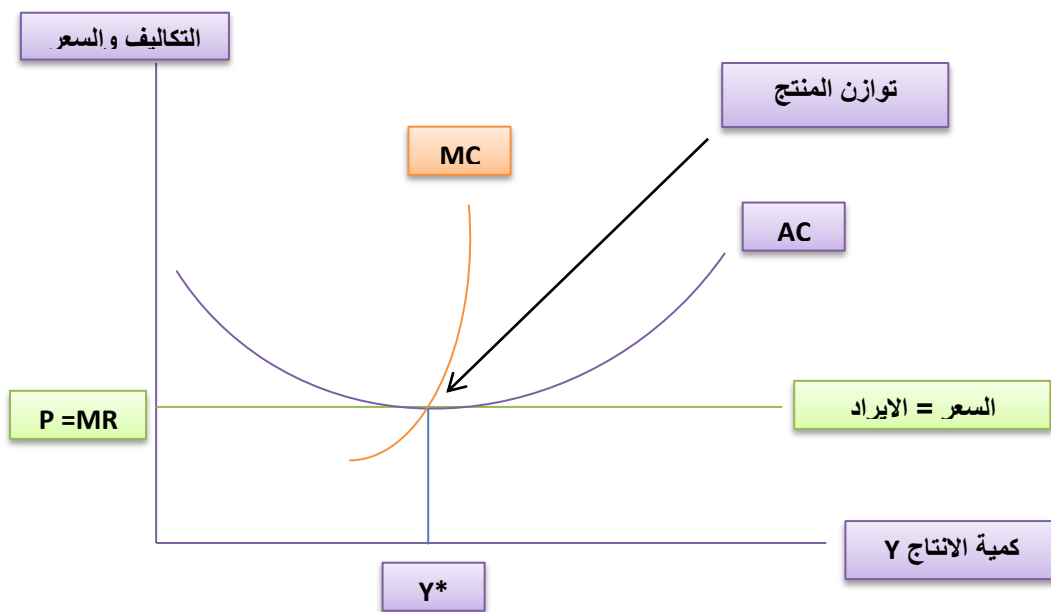 التكاليف والسعر
توازن المنتج
MC
AC
P =MR
السعر = الايراد
كمية الانتاج Y
Y*